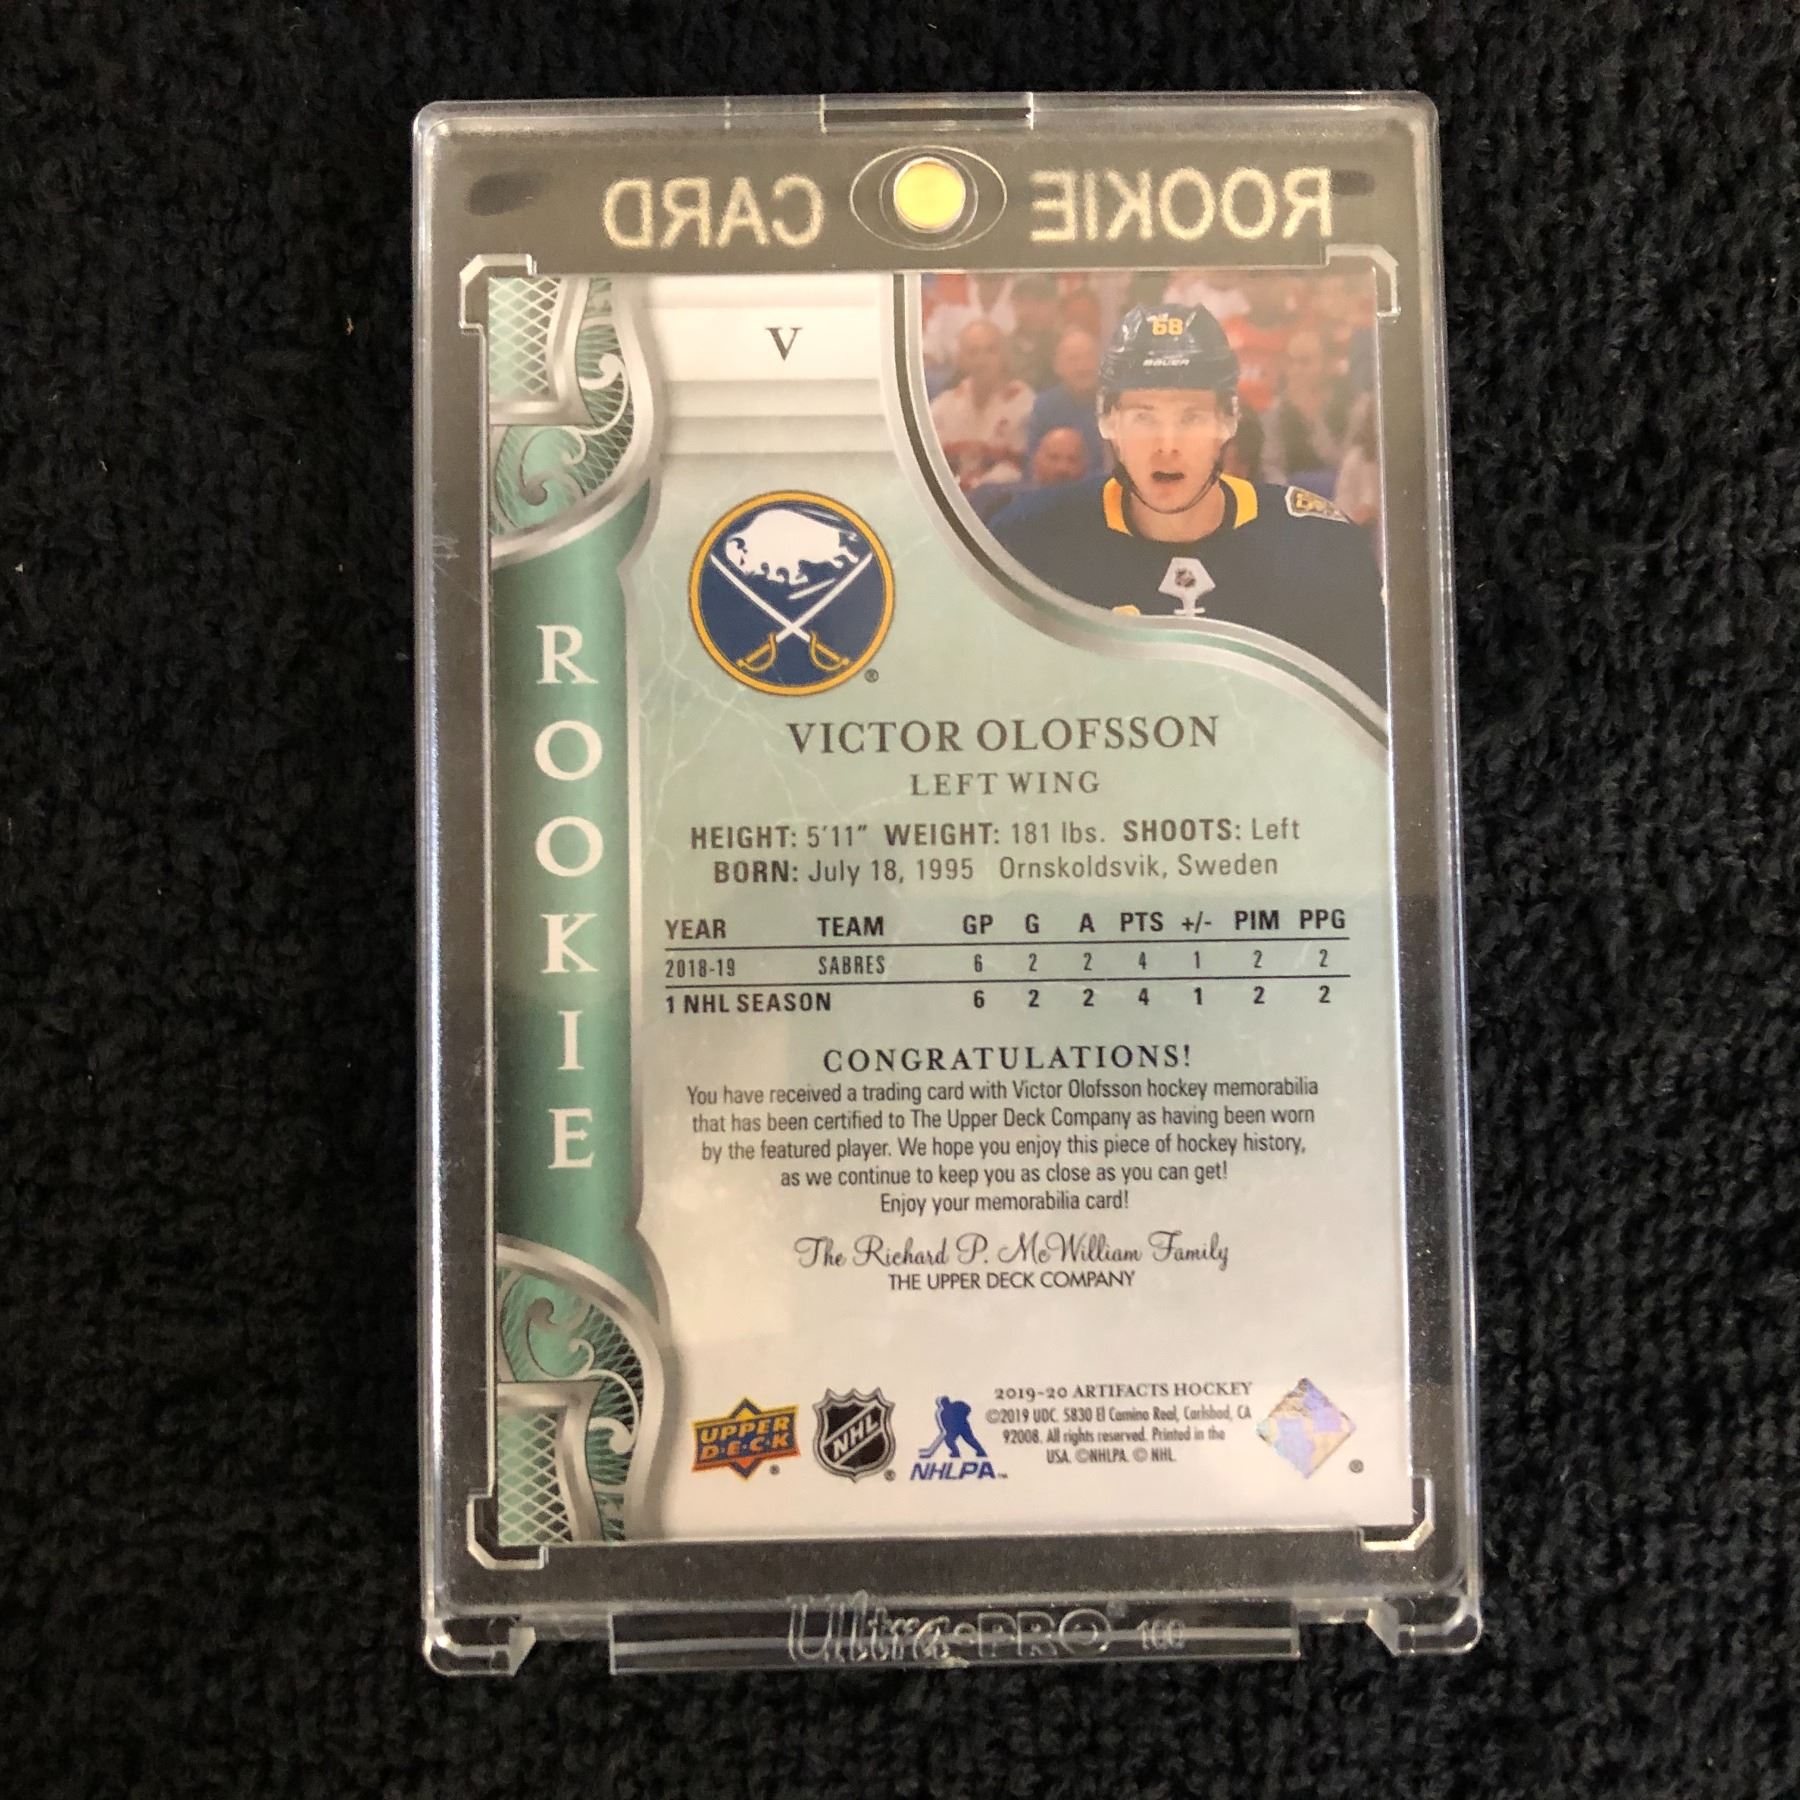 ROOKIE CARD
V
68
BAUER
ROOKIE
VICTOR OLOFSSON
LEFT WING
HEIGHT: 5'11" WEIGHT: 181 lbs. SHOOTS: Left
BORN: July 18, 1995 Ornskoldsvik, Sweden
YEAR TEAM GP G A PTS +/- PIM PPG
2018-19 SABRES 6 2 2 4 1 2 2
1 NHL SEASON 6 2 2 4 1 2 2
CONGRATULATIONS!
You have received a trading card with Victor Olofsson hockey memorabilia
that has been certified to The Upper Deck Company as having been worn
by the featured player. We hope you enjoy this piece of hockey history,
as we continue to keep you as close as you can get!
Enjoy your memorabilia card!
The Richard P. McWilliam Family
THE UPPER DECK COMPANY
UPPER DECK ®
NHL ®
NHLPA™
2019-20 ARTIFACTS HOCKEY
©2019 UDC. 5830 El Camino Real, Carlsbad, CA
92008. All rights reserved. Printed in the
USA. ©NHLPA. © NHL.
Ultra•PRO® 100